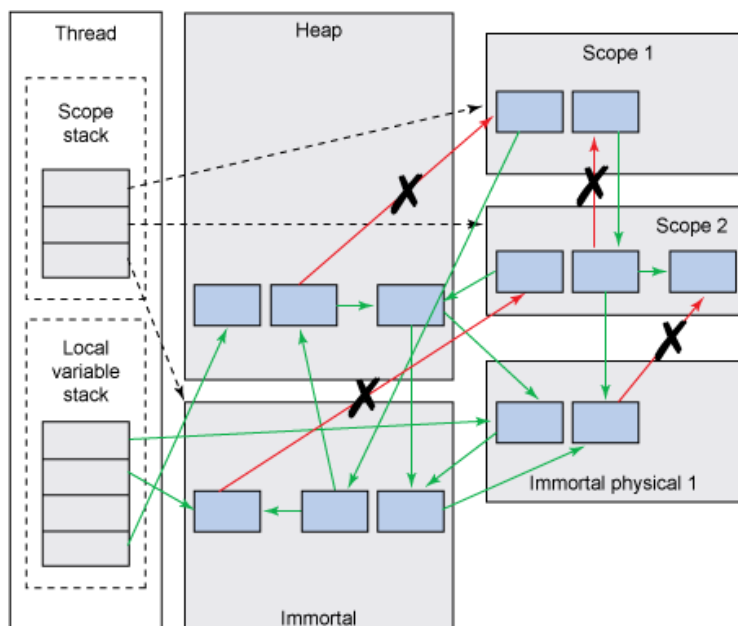 Thread
Scope
stack
Local
variable
stack
Heap
Immortal
Scope 1
Scope 2
Immortal physical 1